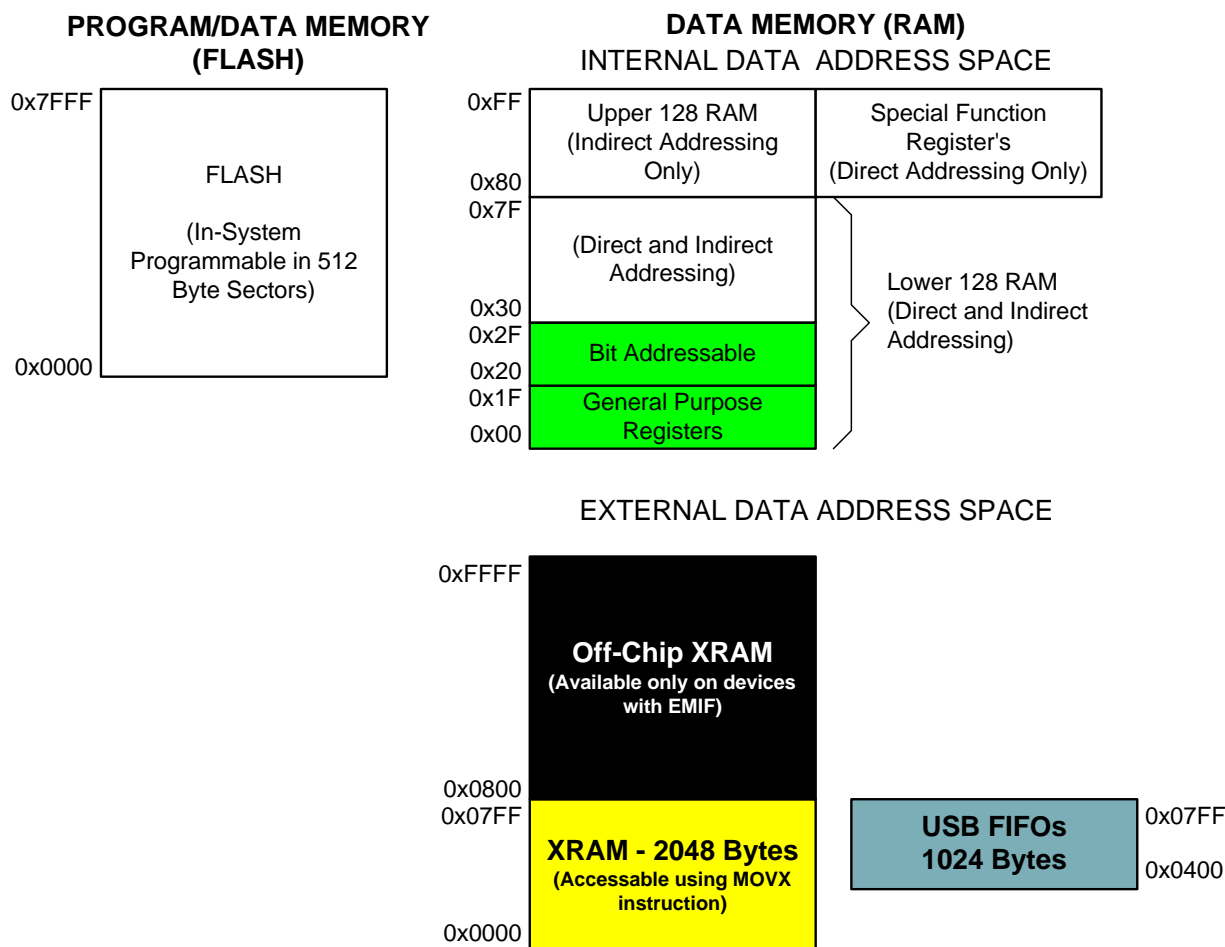 PROGRAM/DATA MEMORY
(FLASH)
0x7FFF
FLASH
(In-System
Programmable in 512
Byte Sectors)
0x0000
DATA MEMORY (RAM)
INTERNAL DATA ADDRESS SPACE
0xFF
Upper 128 RAM
(Indirect Addressing
Only)
0x80
Special Function
Register's
(Direct Addressing Only)
0x7F
(Direct and Indirect
Addressing)
0x30
0x2F
Bit Addressable
0x20
0x1F
General Purpose
Registers
0x00
Lower 128 RAM
(Direct and Indirect
Addressing)
EXTERNAL DATA ADDRESS SPACE
0xFFFF
Off-Chip XRAM
(Available only on devices
with EMIF)
0x0800
0x07FF
XRAM - 2048 Bytes
(Accessable using MOVX
instruction)
0x0000
USB FIFOs
1024 Bytes
0x07FF
0x0400